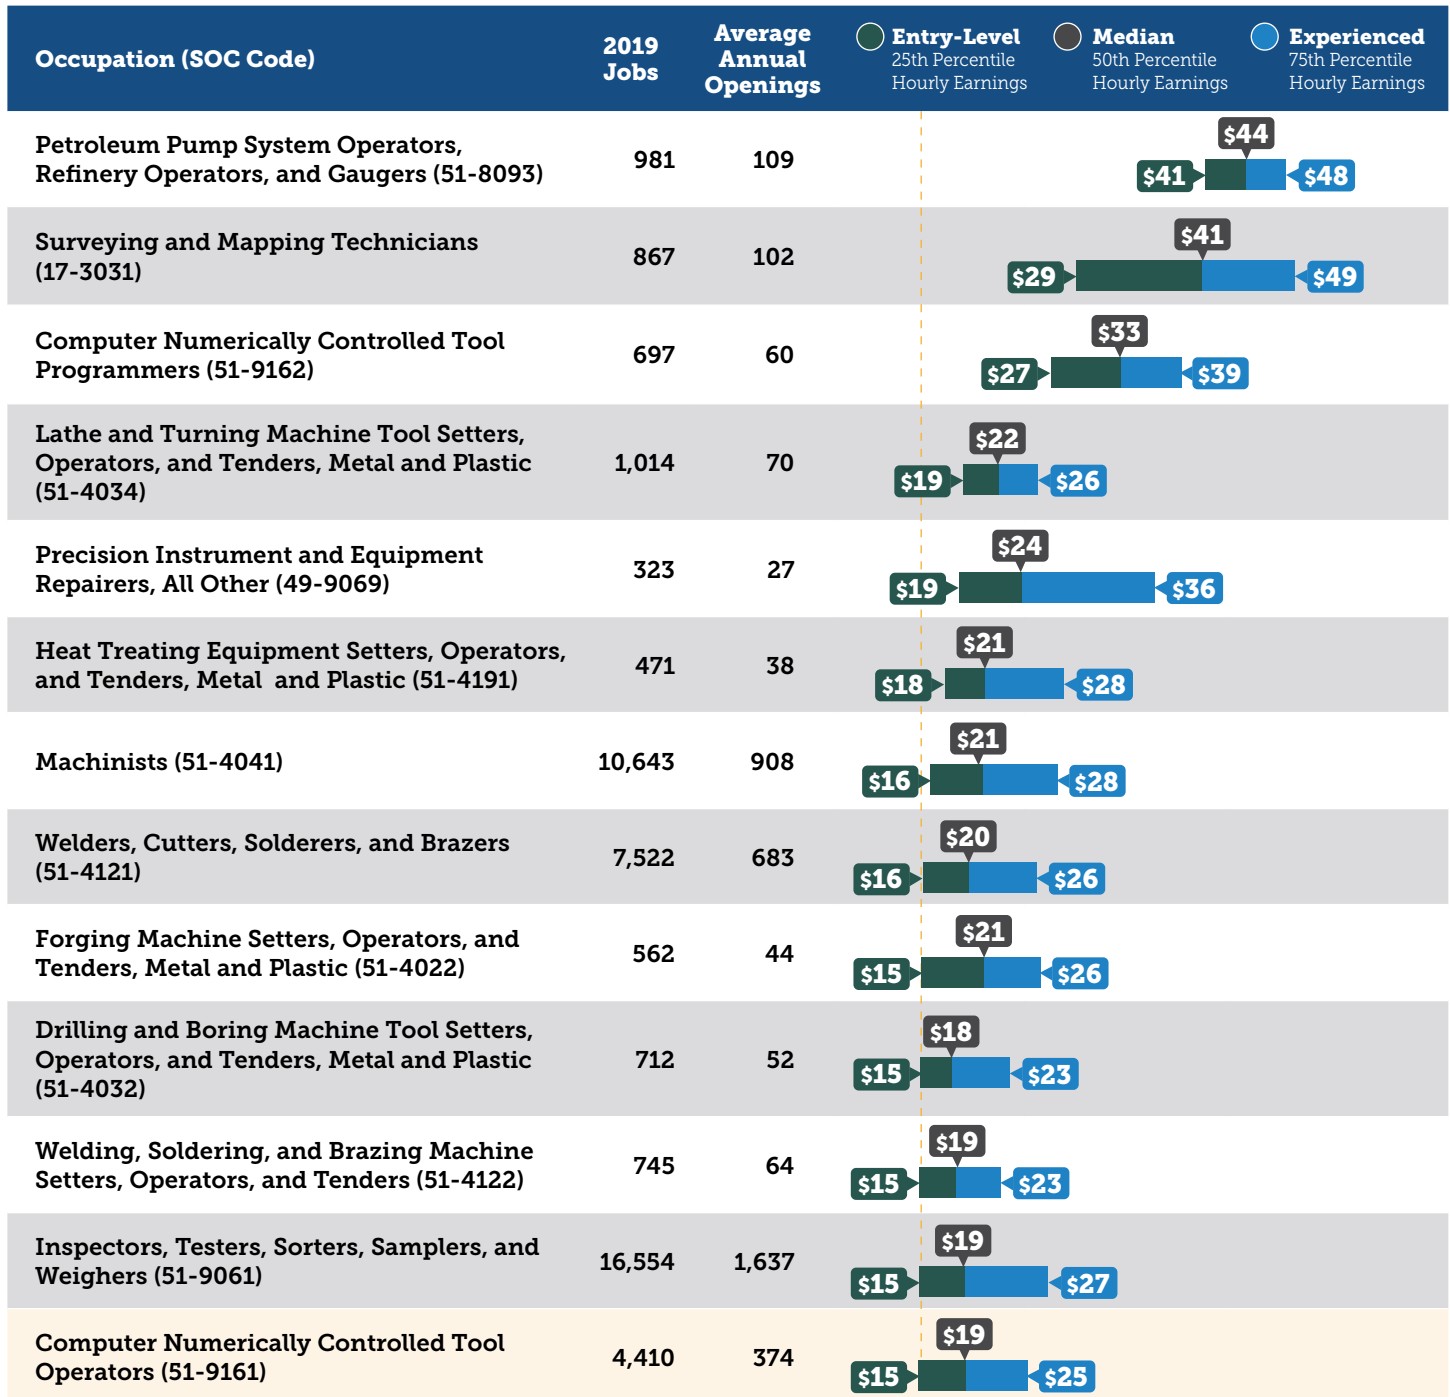 Occupation (SOC Code)
2019
Jobs
Average
Annual
Openings
Entry-Level
25th Percentile
Hourly Earnings
Median
50th Percentile
Hourly Earnings
Experienced
75th Percentile
Hourly Earnings
Petroleum Pump System Operators,
Refinery Operators, and Gaugers (51-8093)
981
109
$44
$41
$48
Surveying and Mapping Technicians
(17-3031)
867
102
$41
$29
$49
Computer Numerically Controlled Tool
Programmers (51-9162)
697
60
$33
$27
$39
Lathe and Turning Machine Tool Setters,
Operators, and Tenders, Metal and Plastic
(51-4034)
1,014
70
$22
$19
$26
Precision Instrument and Equipment
Repairers, All Other (49-9069)
323
27
$24
$19
$36
Heat Treating Equipment Setters, Operators,
and Tenders, Metal and Plastic (51-4191)
471
38
$21
$18
$28
Machinists (51-4041)
10,643
908
$21
$16
$28
Welders, Cutters, Solderers, and Brazers
(51-4121)
7,522
683
$20
$16
$26
Forging Machine Setters, Operators, and
Tenders, Metal and Plastic (51-4022)
562
44
$21
$15
$26
Drilling and Boring Machine Tool Setters,
Operators, and Tenders, Metal and Plastic
(51-4032)
712
52
$18
$15
$23
Welding, Soldering, and Brazing Machine
Setters, Operators, and Tenders (51-4122)
745
64
$19
$15
$23
Inspectors, Testers, Sorters, Samplers, and
Weighers (51-9061)
16,554
1,637
$19
$15
$27
Computer Numerically Controlled Tool
Operators (51-9161)
4,410
374
$19
$15
$25